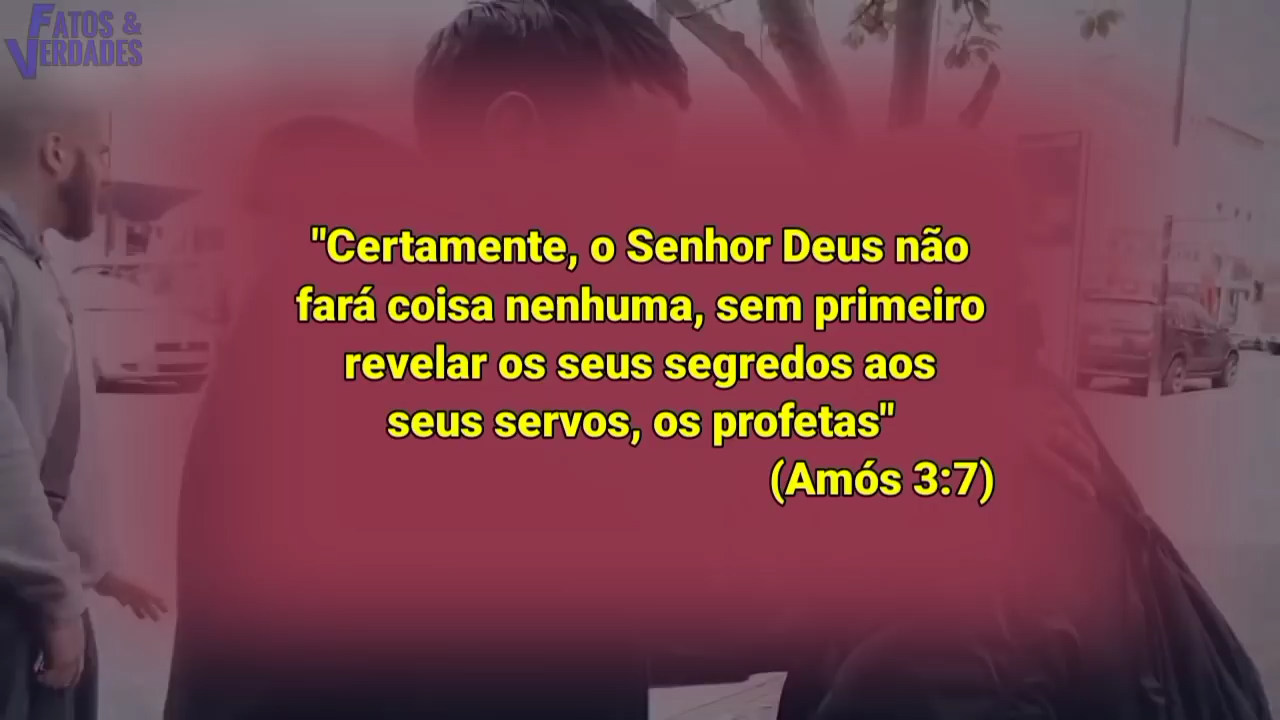 FATOS &
VERDADES
"Certamente, o Senhor Deus não
fará coisa nenhuma, sem primeiro
revelar os seus segredos aos
seus servos, os profetas"
(Amós 3:7)